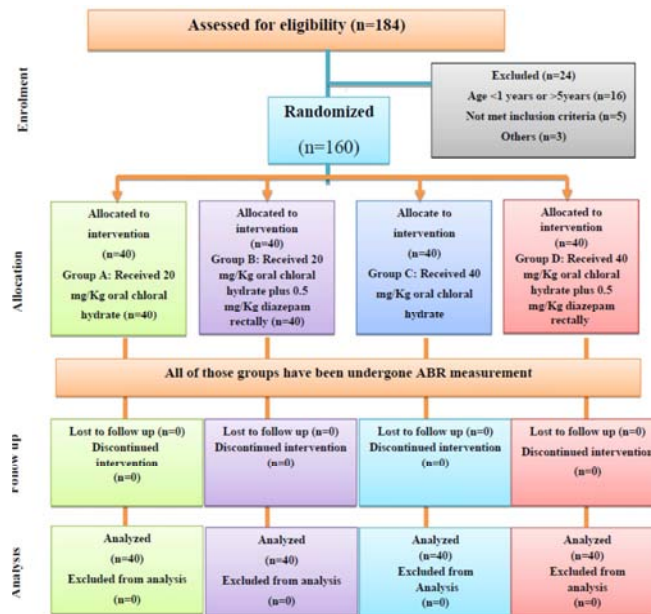 Assessed for eligibility (n=184)
Enrolment
Excluded (n=24)
Age <1 years or >5years (n=16)
Not met inclusion criteria (n=5)
Others (n=3)
Randomized
(n=160)
Allocation
Allocated to
intervention
(n=40)
Group A: Received 20
mg/Kg oral chloral
hydrate (n=40)
Allocated to
intervention
(n=40)
Group B: Received 20
mg/Kg oral chloral
hydrate plus 0.5
mg/Kg diazepam
rectally (n=40)
Allocate to
intervention
(n=40)
Group C: Received 40
mg/Kg oral chloral
hydrate
Allocated to
intervention
(n=40)
Group D: Received 40
mg/Kg oral chloral
hydrate plus 0.5
mg/Kg diazepam
rectally
All of those groups have been undergone ABR measurement
Follow up
Lost to follow up (n=0)
Discontinued
intervention
(n=0)
Lost to follow up (n=0)
Discontinued intervention
(n=0)
Lost to follow up (n=0)
Discontinued intervention
(n=0)
Lost to follow up (n=0)
Discontinued intervention
(n=0)
Analysis
Analyzed
(n=40)
Excluded from analysis
(n=0)
Analyzed
(n=40)
Excluded from analysis
(n=0)
Analyzed
(n=40)
Excluded from
Analysis
(n=0)
Analyzed
(n=40)
Excluded from
analysis
(n=0)